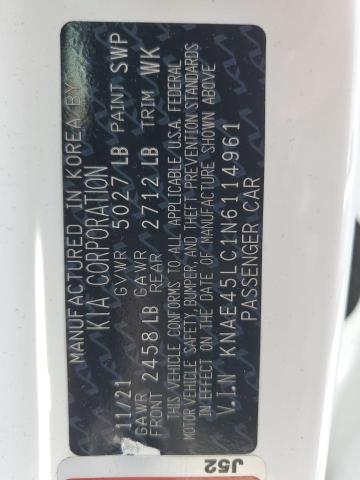 MANUFACTURED IN KOREA BY
KIA CORPORATION
11/21 GVWR 5027 LB PAINT SWP
GAWR FRONT 2458 LB GAWR REAR 2712 LB TRIM WK
THIS VEHICLE CONFORMS TO ALL APPLICABLE U.S.A. FEDERAL
MOTOR VEHICLE SAFETY, BUMPER, AND THEFT PREVENTION STANDARDS
IN EFFECT ON THE DATE OF MANUFACTURE SHOWN ABOVE
V.I.N KNAE45LC1N6114961
PASSENGER CAR
J52